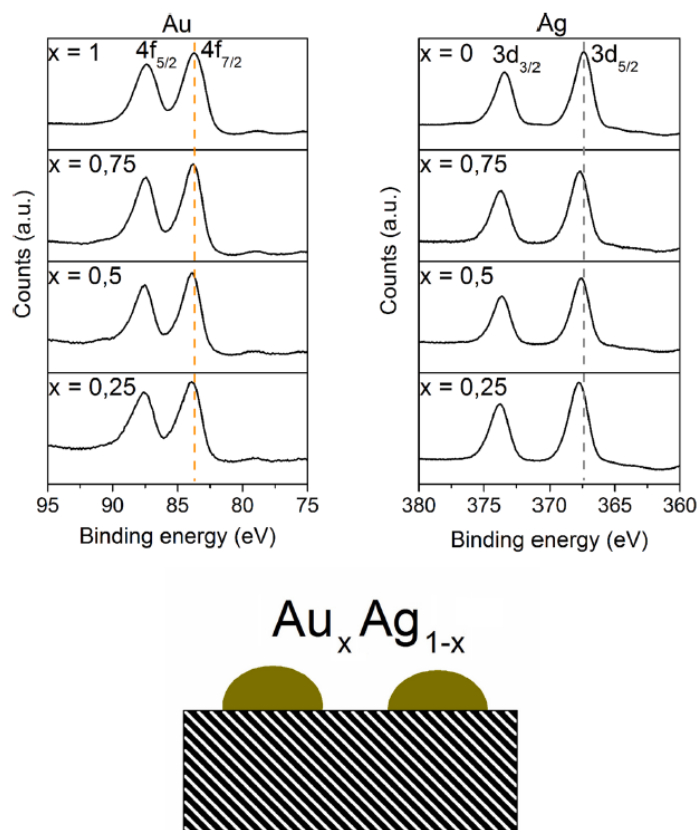 Au
x = 1
4f5/2
4f7/2
x = 0,75
x = 0,5
x = 0,25
Counts (a.u.)
95 90 85 80 75
Binding energy (eV)
Ag
x = 0
3d3/2
3d5/2
x = 0,75
x = 0,5
x = 0,25
Counts (a.u.)
380 375 370 365 360
Binding energy (eV)
AuxAg1-x